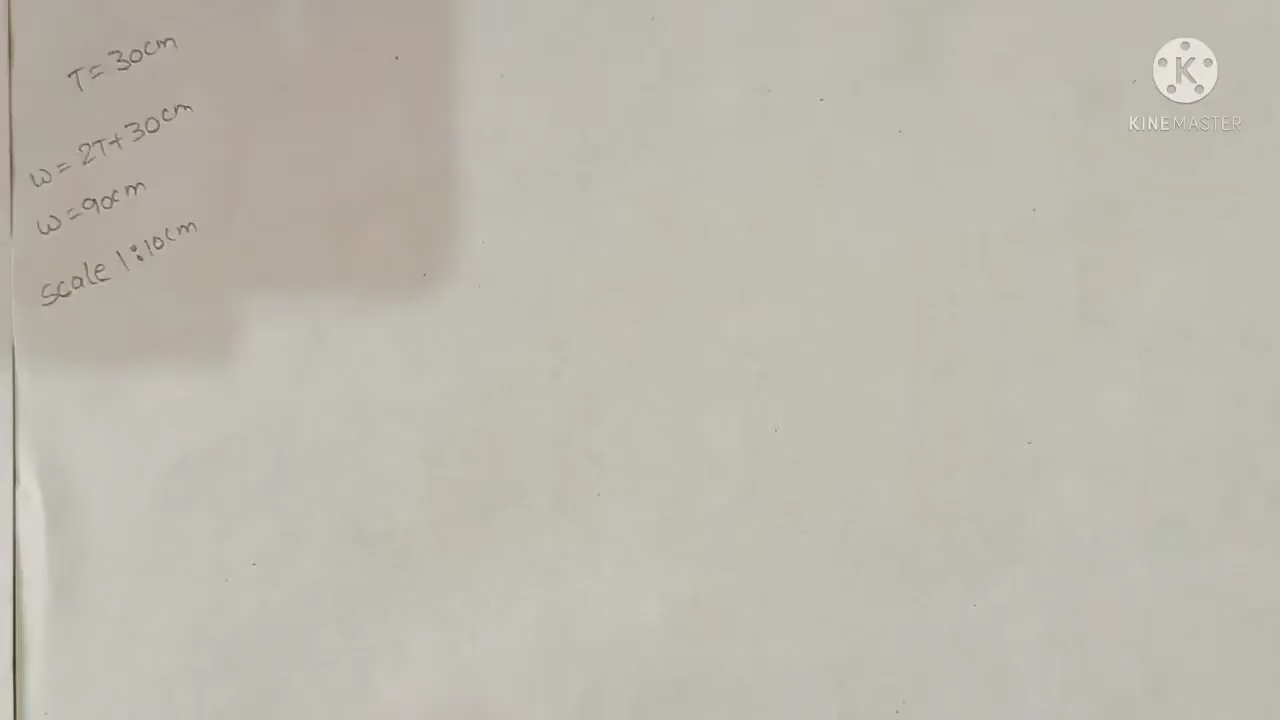 T = 30cm
W = 2T + 30cm
W = 90cm
Scale 1:10cm
K
KINEMASTER